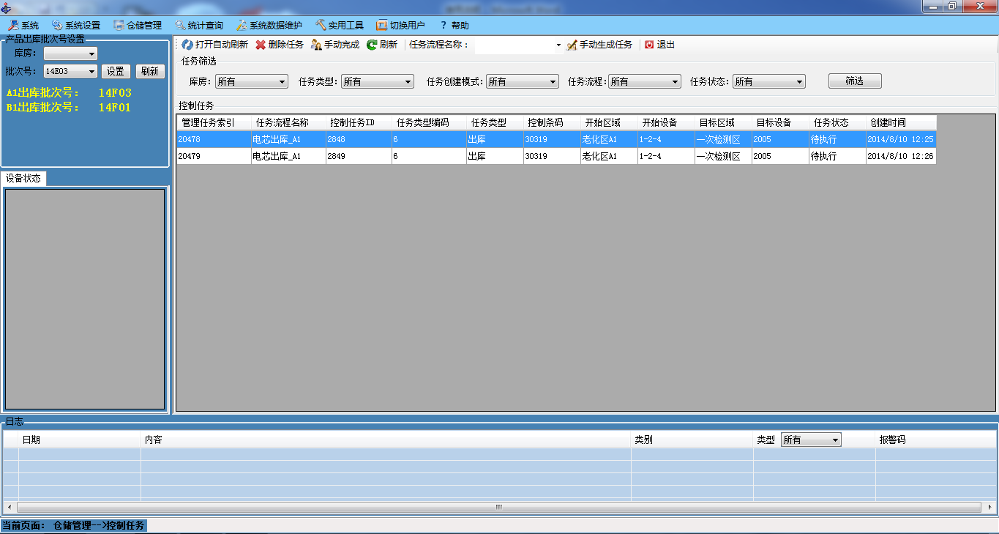 系统 系统设置 仓储管理 统计查询 系统数据维护 实用工具 切换用户 ? 帮助
产品出库批次号设置
库房:
批次号: 14E03 设置 刷新
A1出库批次号: 14F03
B1出库批次号: 14F01
设备状态
打开自动刷新 删除任务 手动完成 刷新 任务流程名称: 手动生成任务 退出
任务筛选
库房: 所有 任务类型: 所有 任务创建模式: 所有 任务流程: 所有 任务状态: 所有 筛选
控制任务
管理任务索引 任务流程名称 控制任务ID 任务类型编码 任务类型 控制条码 开始区域 开始设备 目标区域 目标设备 任务状态 创建时间
20478 电芯出库_A1 2848 6 出库 30319 老化区A1 1-2-4 一次检测区 2005 待执行 2014/8/10 12:25
20479 电芯出库_A1 2849 6 出库 30319 老化区A1 1-2-4 一次检测区 2005 待执行 2014/8/10 12:26
日志
日期 内容 类别 类型 所有 报警码
当前页面: 仓储管理-->控制任务